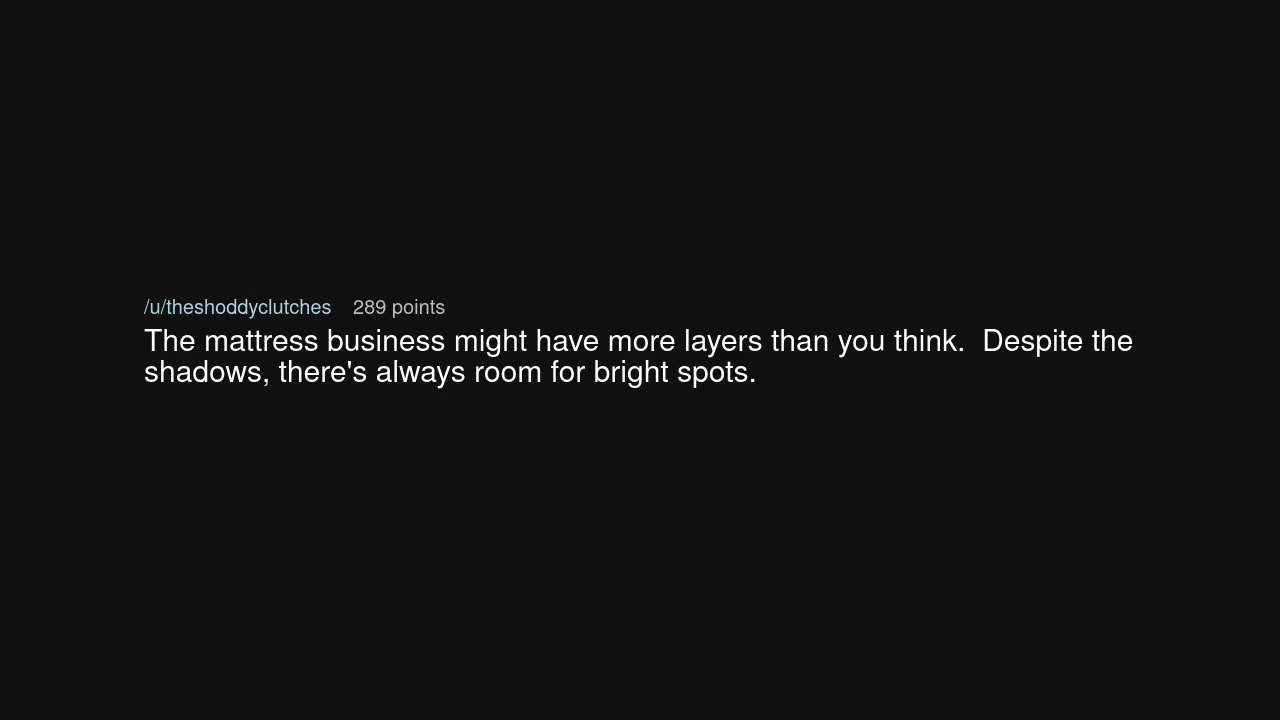 /u/theshoddyclutches 289 points
The mattress business might have more layers than you think.  Despite the
shadows, there's always room for bright spots.